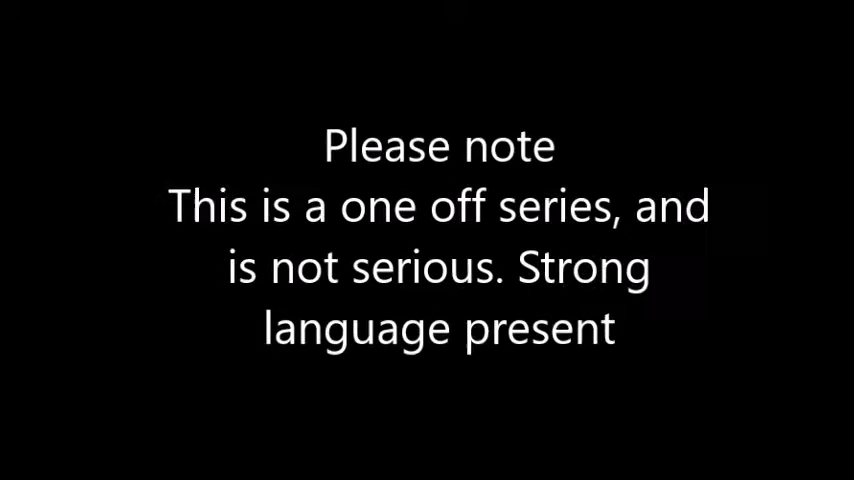 Please note
This is a one off series, and
is not serious. Strong
language present